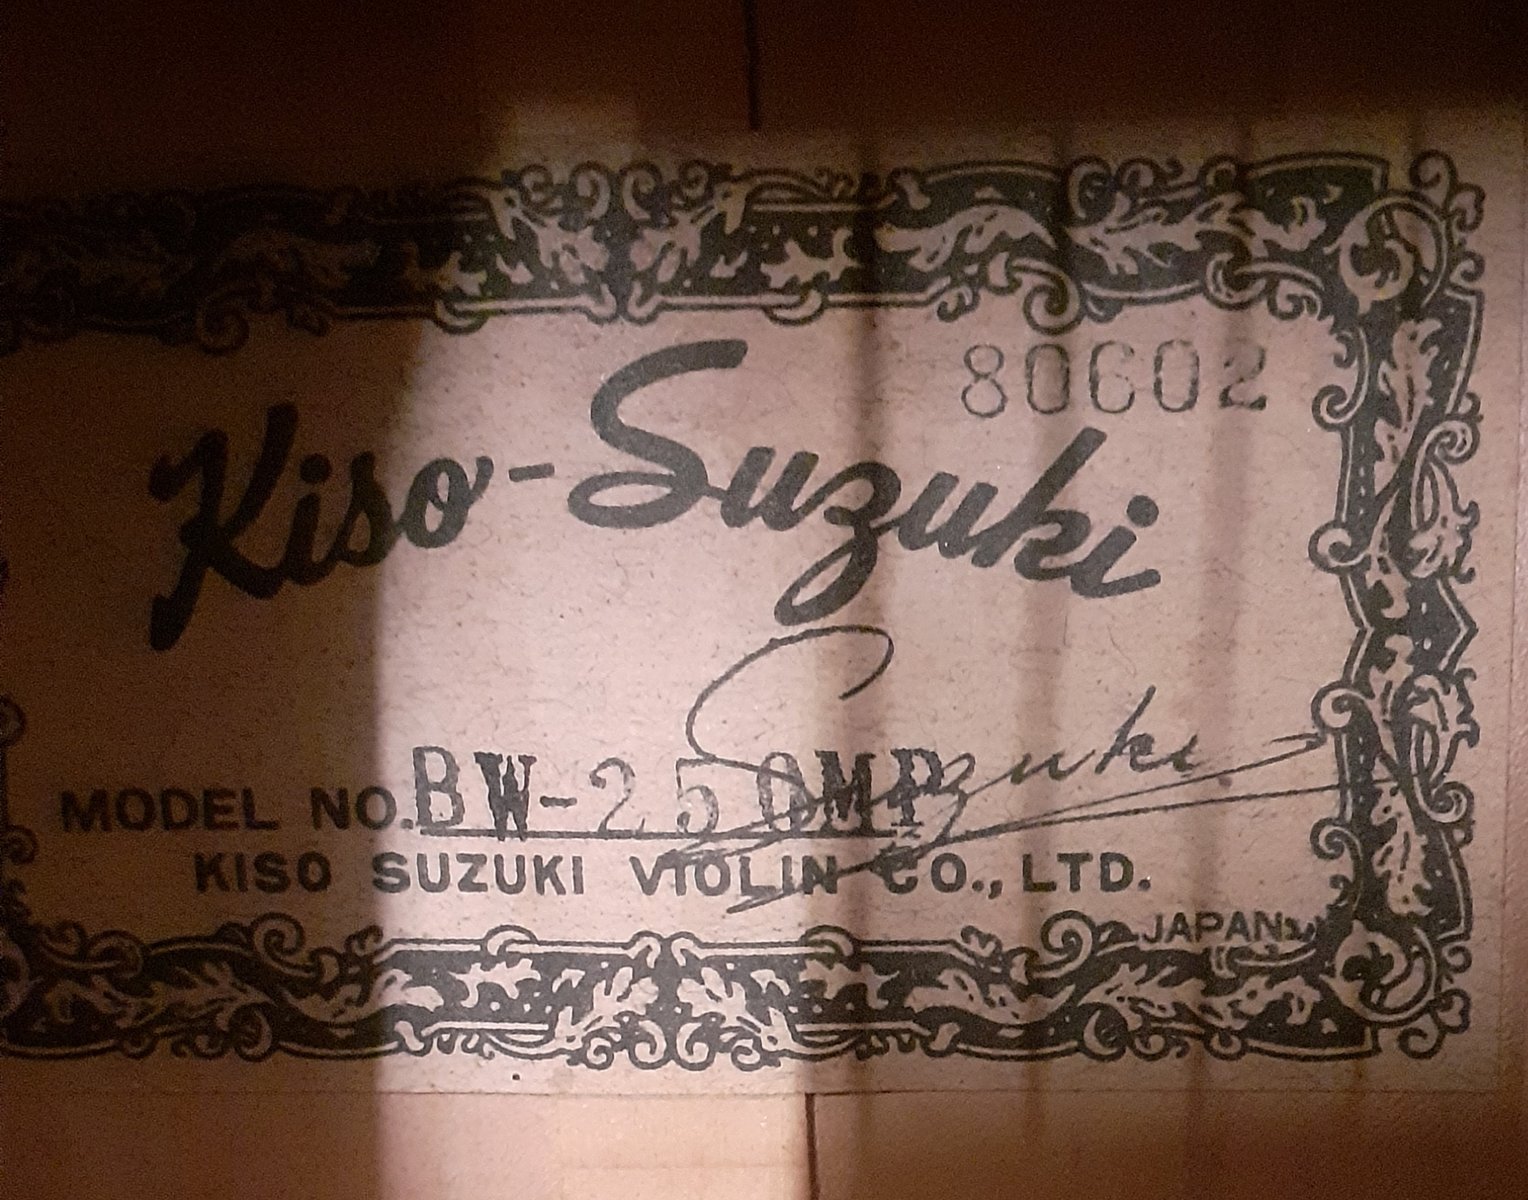 80602
Kiso-Suzuki
Suzuki
MODEL NO. BW-250MP
KISO SUZUKI VIOLIN CO., LTD.
JAPAN